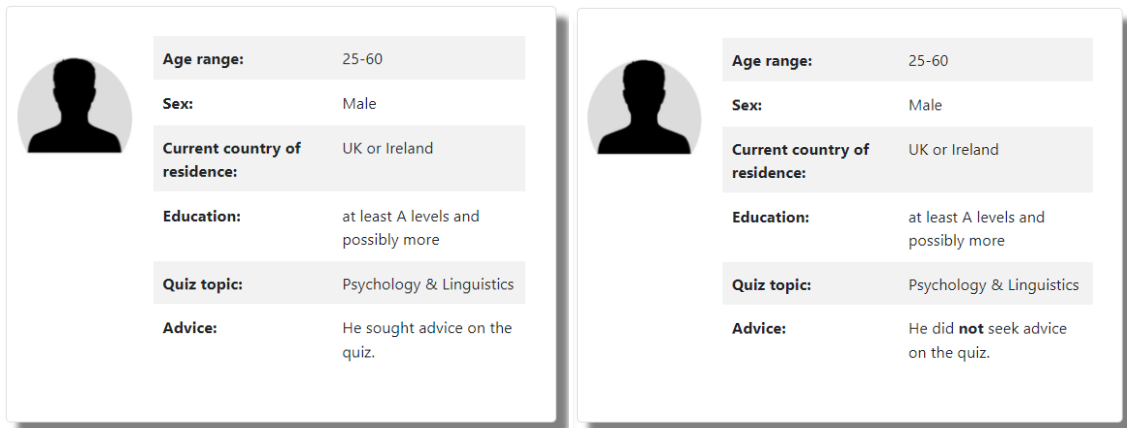 Age range: 25-60
Sex: Male
Current country of UK or Ireland
residence:
Education: at least A levels and
possibly more
Quiz topic: Psychology & Linguistics
Advice: He sought advice on the
quiz.
Age range: 25-60
Sex: Male
Current country of UK or Ireland
residence:
Education: at least A levels and
possibly more
Quiz topic: Psychology & Linguistics
Advice: He did not seek advice
on the quiz.